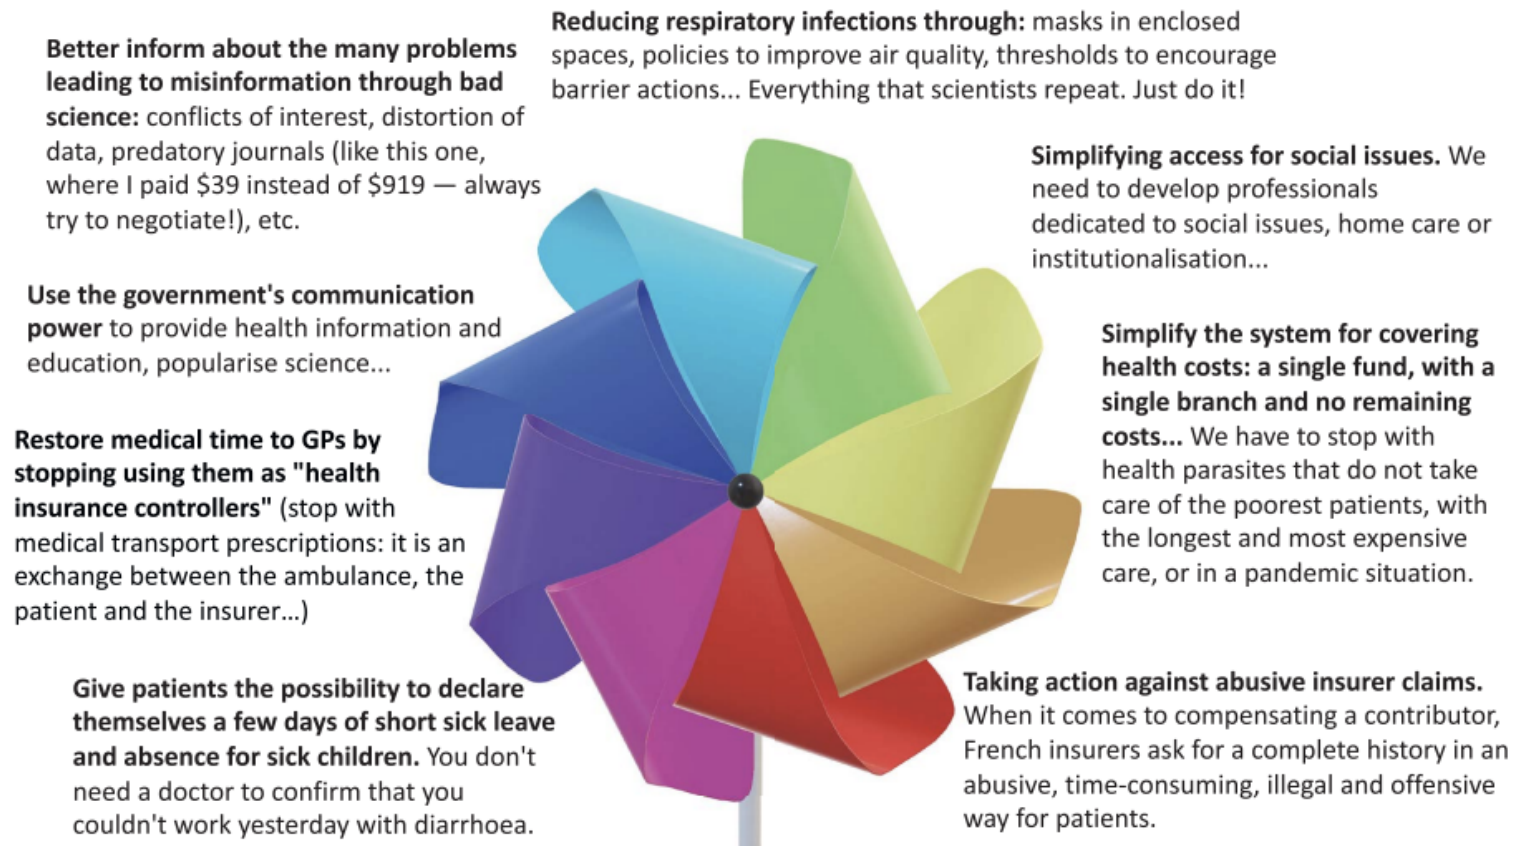 Reducing respiratory infections through: masks in enclosed
spaces, policies to improve air quality, thresholds to encourage
barrier actions... Everything that scientists repeat. Just do it!
Better inform about the many problems
leading to misinformation through bad
science: conflicts of interest, distortion of
data, predatory journals (like this one,
where I paid $39 instead of $919 — always
try to negotiate!), etc.
Simplifying access for social issues. We
need to develop professionals
dedicated to social issues, home care or
institutionalisation...
Use the government's communication
power to provide health information and
education, popularise science...
Simplify the system for covering
health costs: a single fund, with a
single branch and no remaining
costs... We have to stop with
health parasites that do not take
care of the poorest patients, with
the longest and most expensive
care, or in a pandemic situation.
Restore medical time to GPs by
stopping using them as "health
insurance controllers" (stop with
medical transport prescriptions: it is an
exchange between the ambulance, the
patient and the insurer...)
Give patients the possibility to declare
themselves a few days of short sick leave
and absence for sick children. You don't
need a doctor to confirm that you
couldn't work yesterday with diarrhoea.
Taking action against abusive insurer claims.
When it comes to compensating a contributor,
French insurers ask for a complete history in an
abusive, time-consuming, illegal and offensive
way for patients.